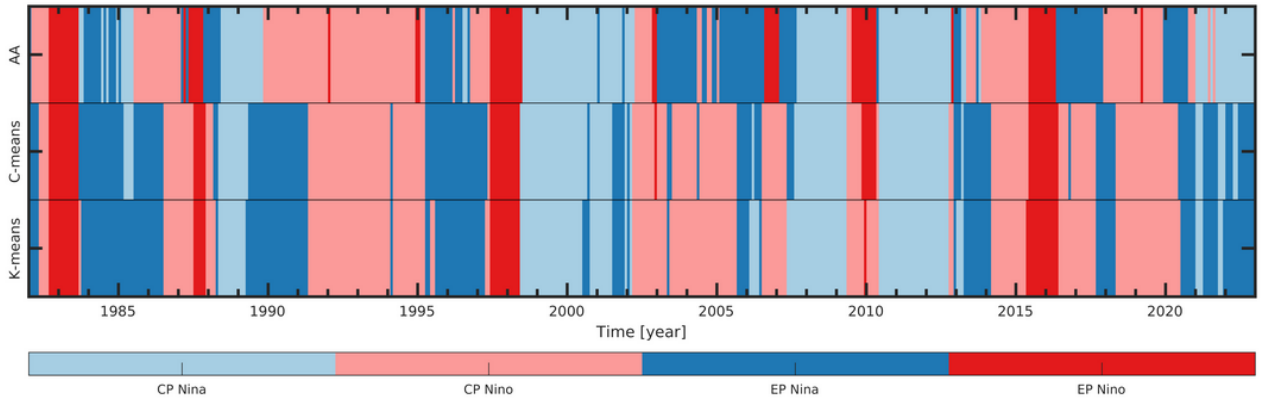 AA
C-means
K-means
1985 1990 1995 2000 2005 2010 2015 2020
Time [year]
CP Nina CP Nino EP Nina EP Nino